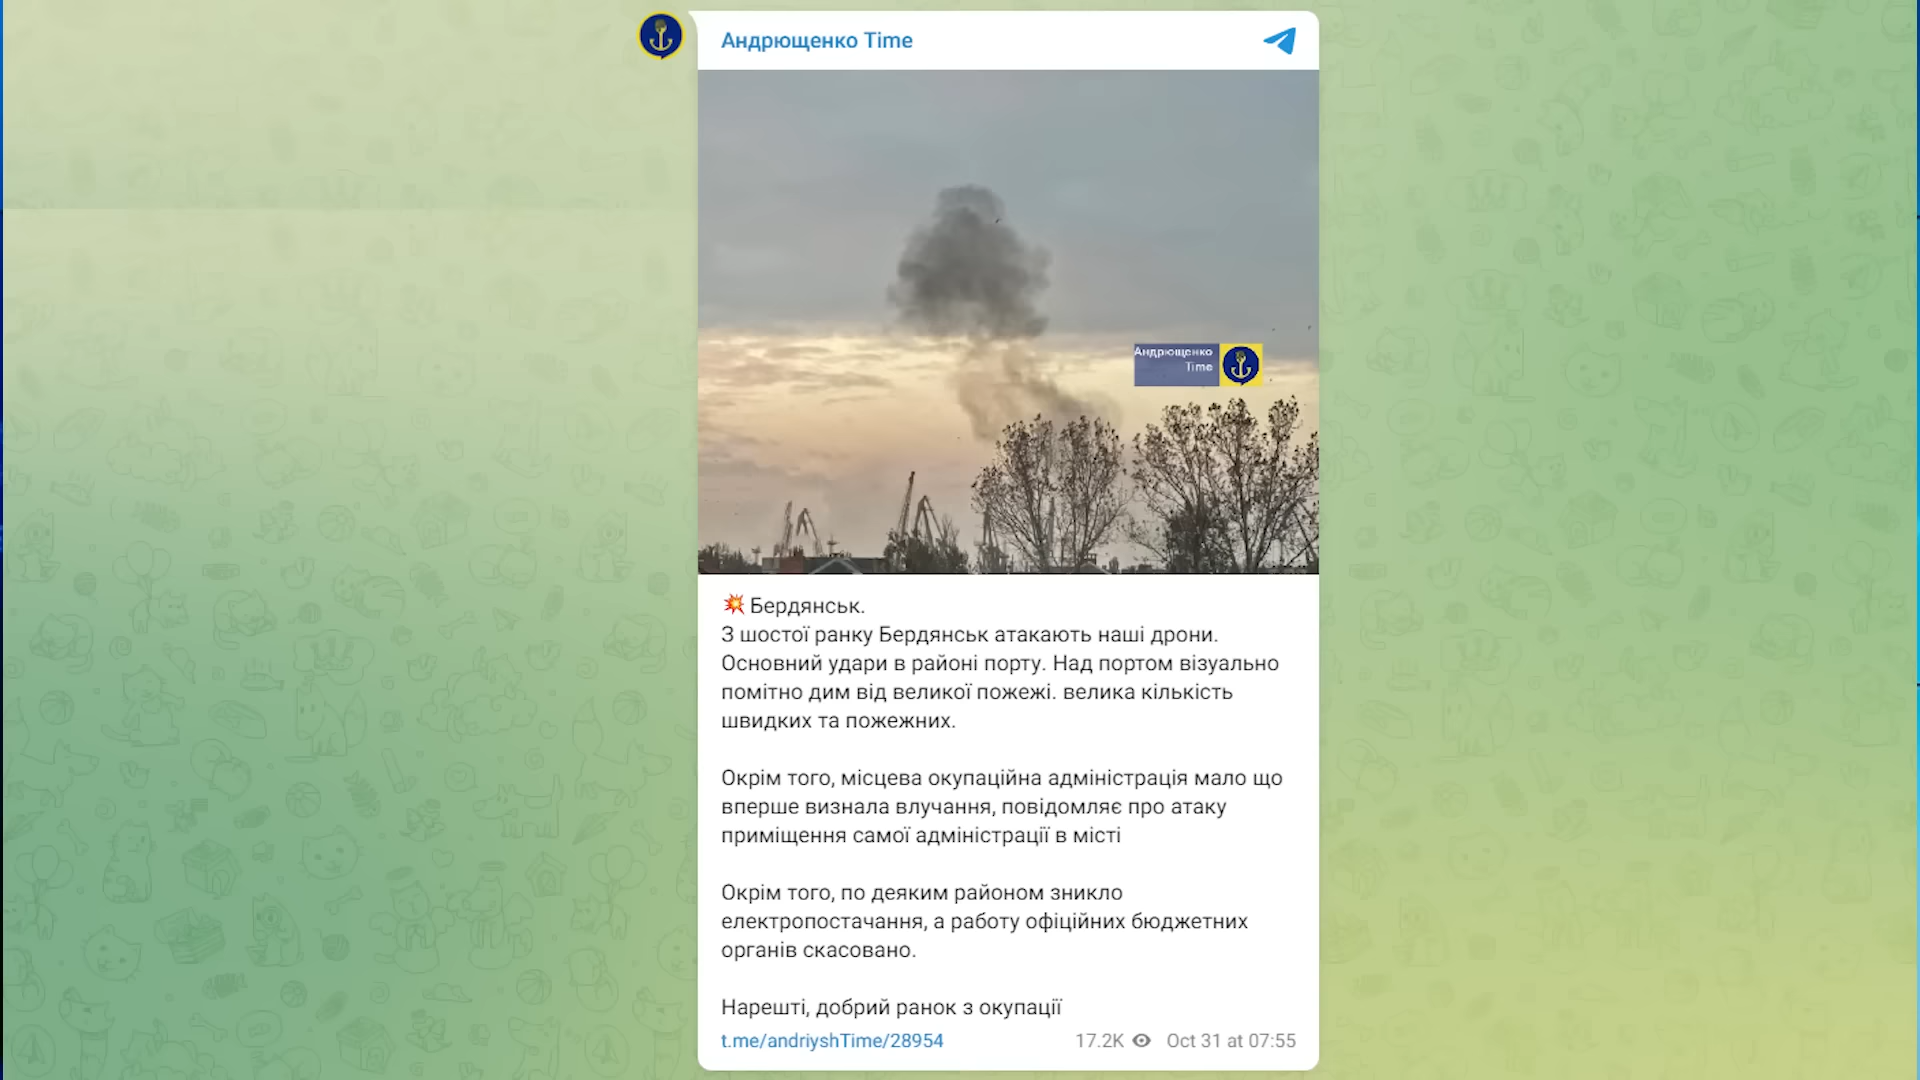 Андрющенко Time
Андрющенко
Time
💥 Бердянськ.
З шостої ранку Бердянськ атакають наші дрони.
Основний удари в районі порту. Над портом візуально
помітно дим від великої пожежі. велика кількість
швидких та пожежних.
Окрім того, місцева окупаційна адміністрація мало що
вперше визнала влучання, повідомляє про атаку
приміщення самої адміністрації в місті
Окрім того, по деяким районом зникло
електропостачання, а работу офіційних бюджетних
органів скасовано.
Нарешті, добрий ранок з окупації
t.me/andriyshTime/28954 17.2K Oct 31 at 07:55